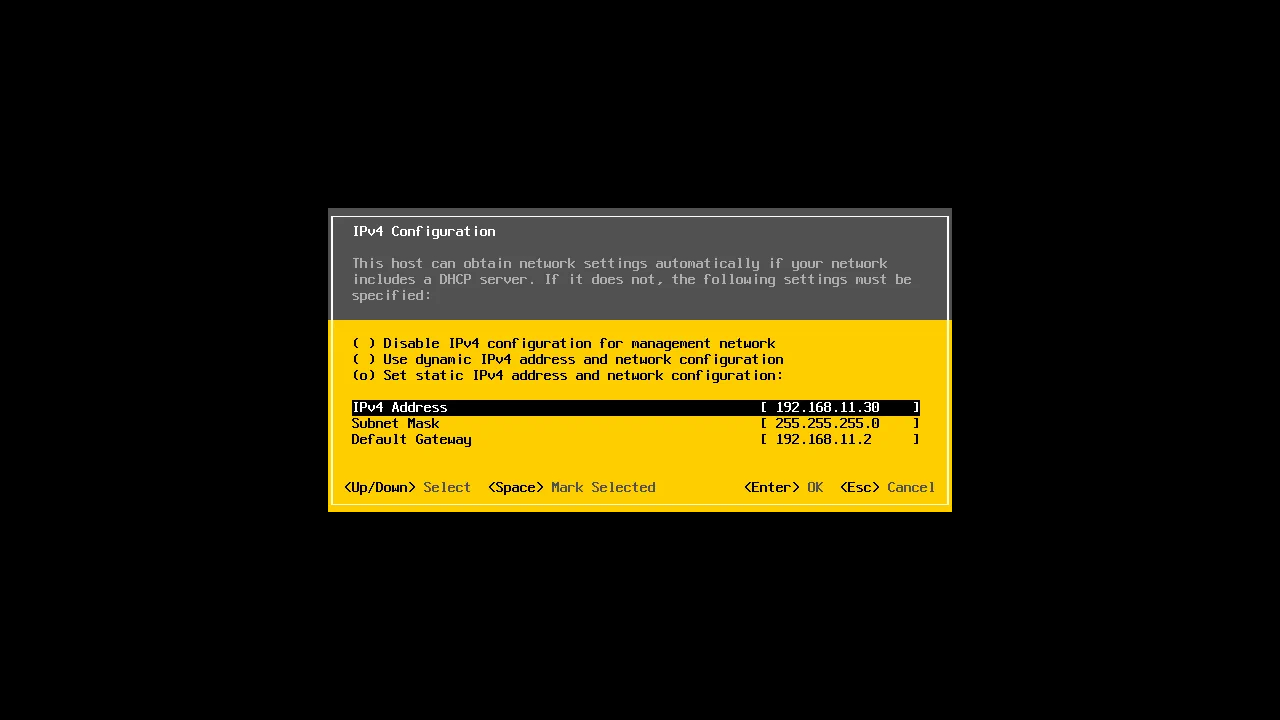 IPv4 Configuration
This host can obtain network settings automatically if your network
includes a DHCP server. If it does not, the following settings must be
specified:
( ) Disable IPv4 configuration for management network
( ) Use dynamic IPv4 address and network configuration
(o) Set static IPv4 address and network configuration:
IPv4 Address [ 192.168.11.30 ]
Subnet Mask [ 255.255.255.0 ]
Default Gateway [ 192.168.11.2 ]
<Up/Down> Select <Space> Mark Selected <Enter> OK <Esc> Cancel